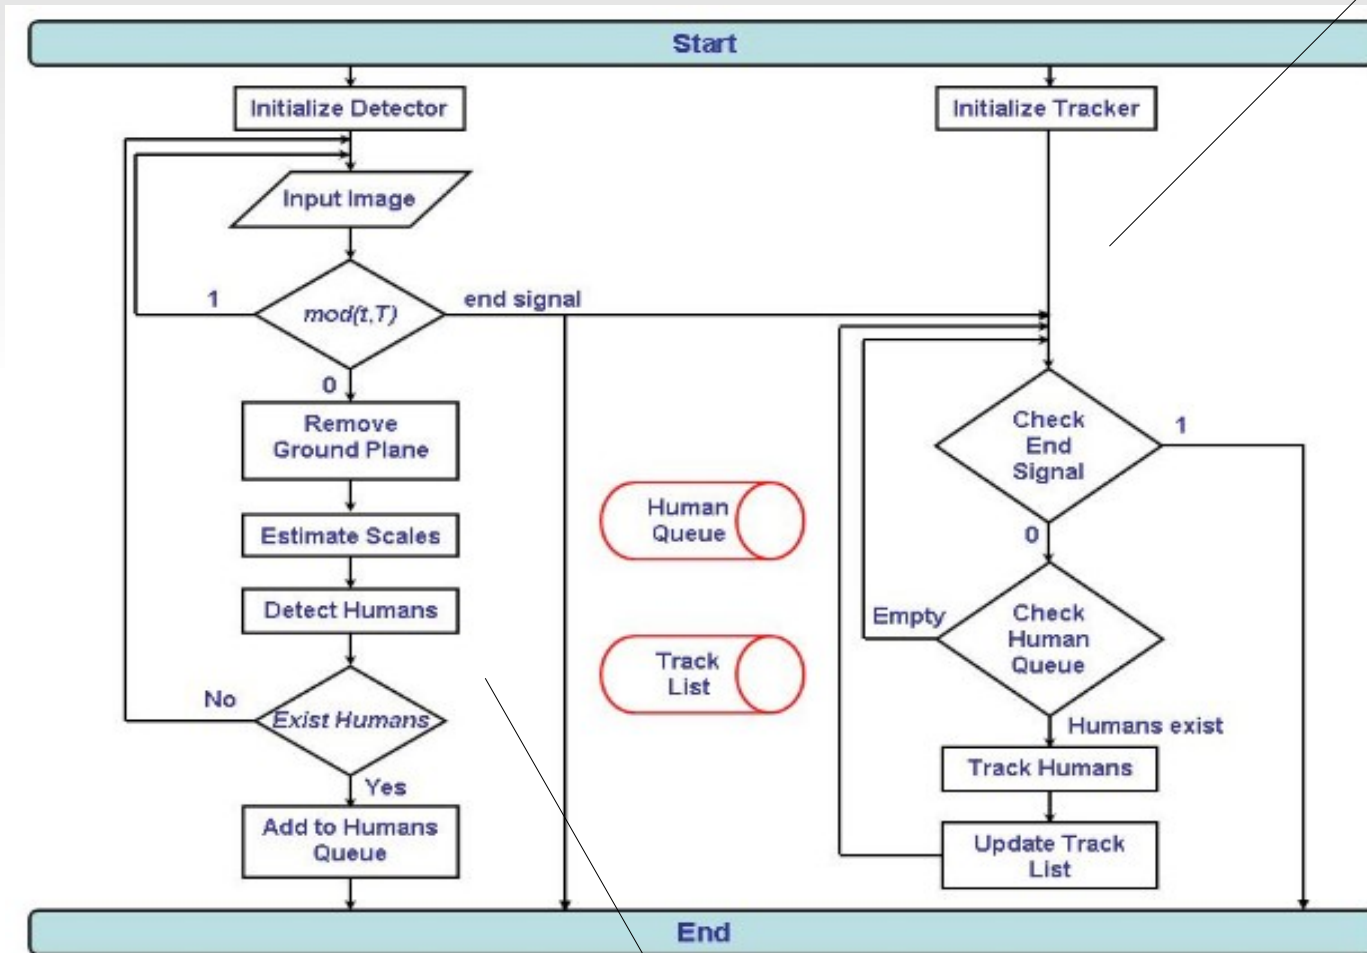 Start
Initialize Detector
Input Image
1
mod(t,T)
end signal
0
Remove
Ground Plane
Estimate Scales
Detect Humans
No
Exist Humans
Yes
Add to Humans
Queue
Human
Queue
Track
List
Initialize Tracker
Check
End
Signal
1
0
Empty
Check
Human
Queue
Humans exist
Track Humans
Update Track
List
End